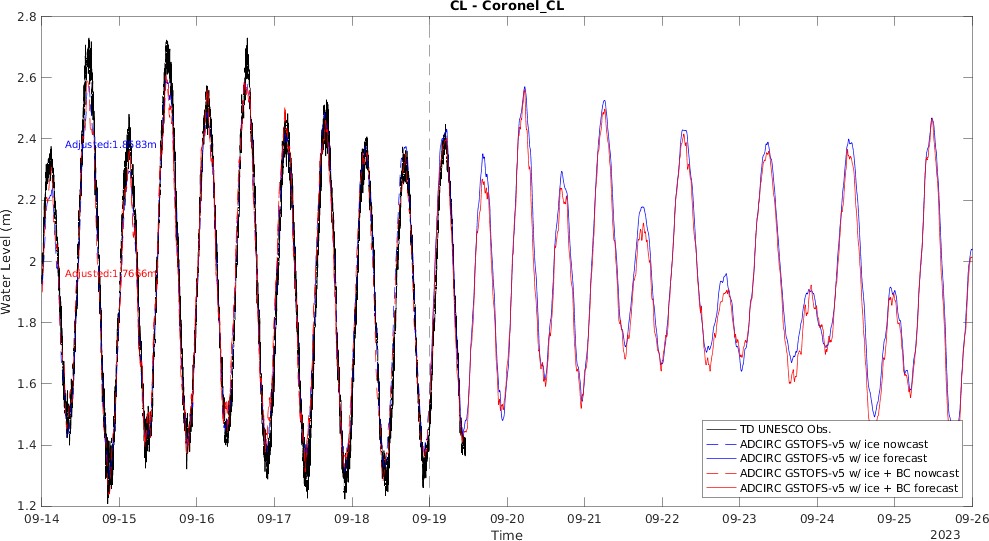 CL - Coronel_CL
2.8
2.6
2.4
2.2
2
1.8
1.6
1.4
1.2
Water Level (m)
Adjusted:1.8583m
Adjusted:1.7656m
TD UNESCO Obs.
ADCIRC GSTOFS-v5 w/ ice nowcast
ADCIRC GSTOFS-v5 w/ ice forecast
ADCIRC GSTOFS-v5 w/ ice + BC nowcast
ADCIRC GSTOFS-v5 w/ ice + BC forecast
09-14 09-15 09-16 09-17 09-18 09-19 09-20 09-21 09-22 09-23 09-24 09-25 09-26
Time
2023